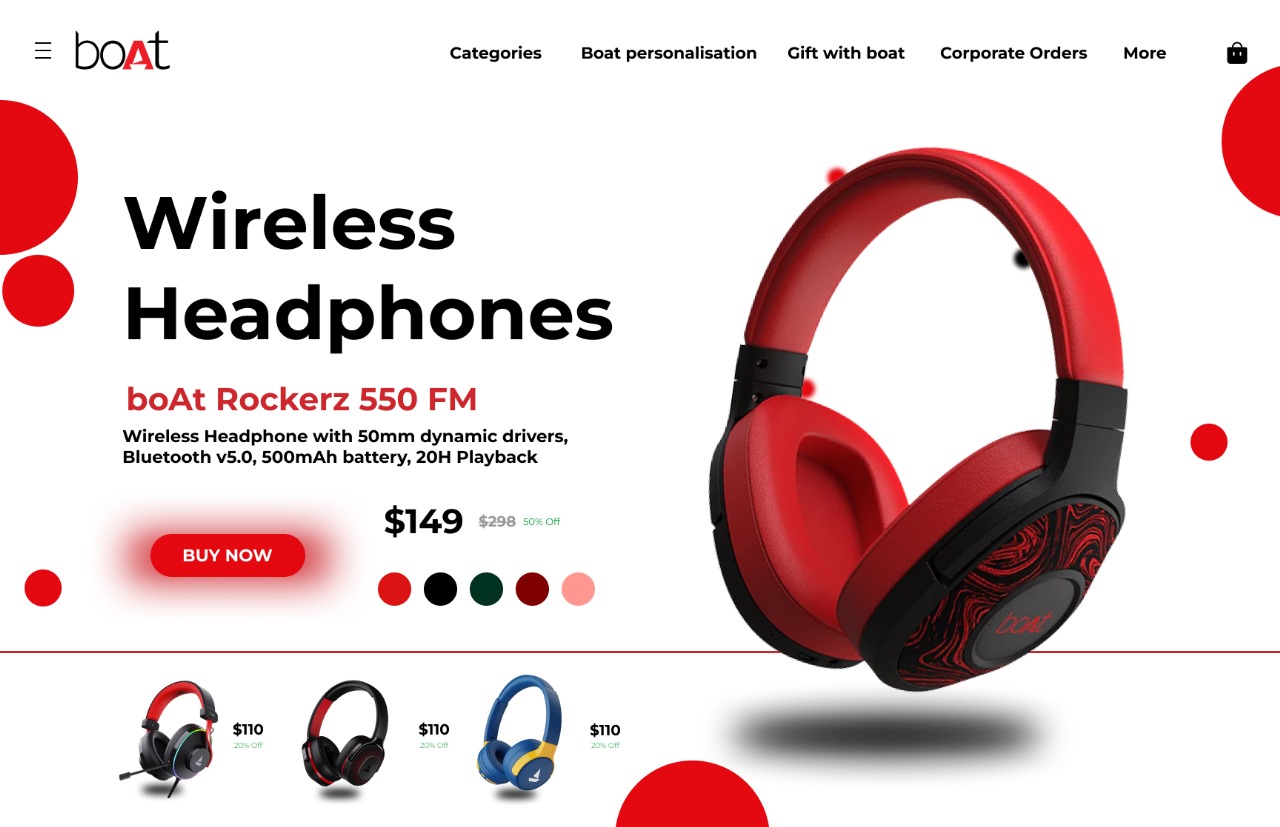 boAt
Categories
Boat personalisation
Gift with boat
Corporate Orders
More
Wireless
Headphones
boAt Rockerz 550 FM
Wireless Headphone with 50mm dynamic drivers,
Bluetooth v5.0, 500mAh battery, 20H Playback
$149 $298 50% Off
BUY NOW
boAt
$110
20% Off
$110
20% Off
$110
20% Off